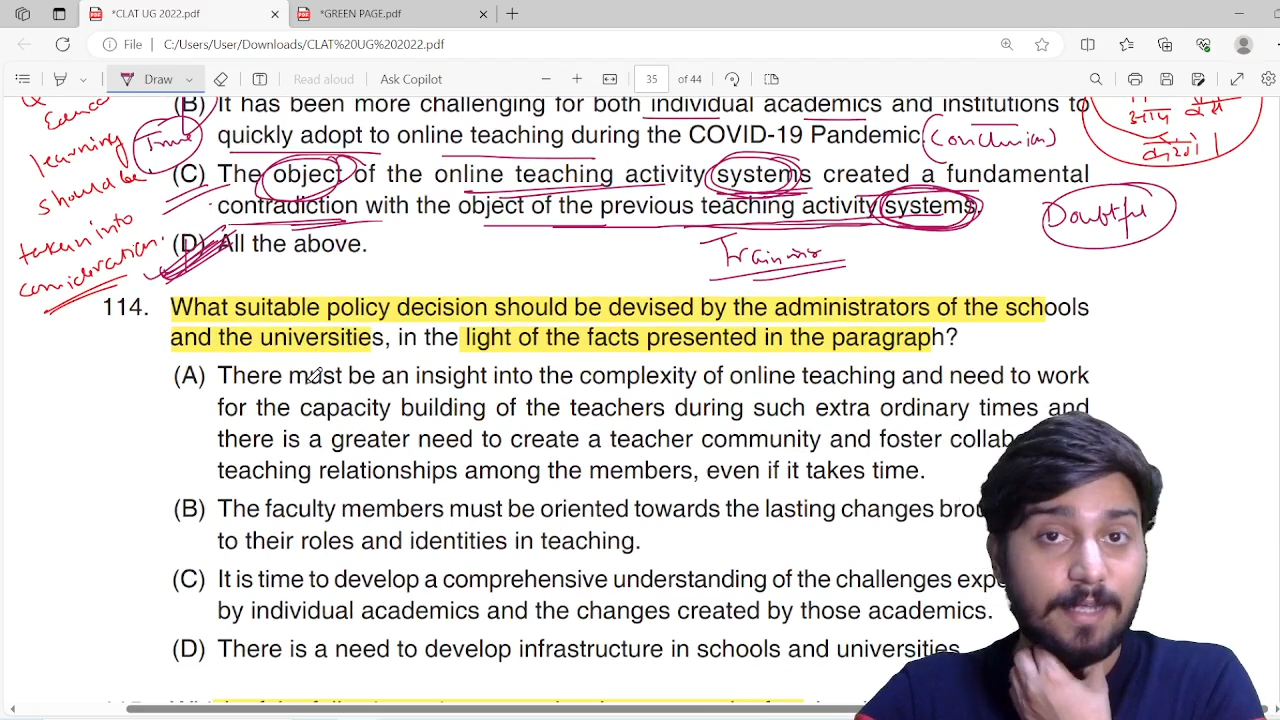 *CLAT UG 2022.pdf
*GREEN PAGE.pdf
File C:/Users/User/Downloads/CLAT%20UG%202022.pdf
Draw Read aloud Ask Copilot 35 of 44
learning
should be
taken into
consideration.
True
(B) It has been more challenging for both individual academics and institutions to
quickly adopt to online teaching during the COVID-19 Pandemic. (Conclusion)
(C) The object of the online teaching activity systems created a fundamental
contradiction with the object of the previous teaching activity systems.
Doubtful
(D) All the above.
Training
114. What suitable policy decision should be devised by the administrators of the schools
and the universities, in the light of the facts presented in the paragraph?
(A) There must be an insight into the complexity of online teaching and need to work
for the capacity building of the teachers during such extra ordinary times and
there is a greater need to create a teacher community and foster
teaching relationships among the members, even if it takes time.
(B) The faculty members must be oriented towards the lasting changes
to their roles and identities in teaching.
(C) It is time to develop a comprehensive understanding of the challenges
by individual academics and the changes created by those academics.
(D) There is a need to develop infrastructure in schools and universities.